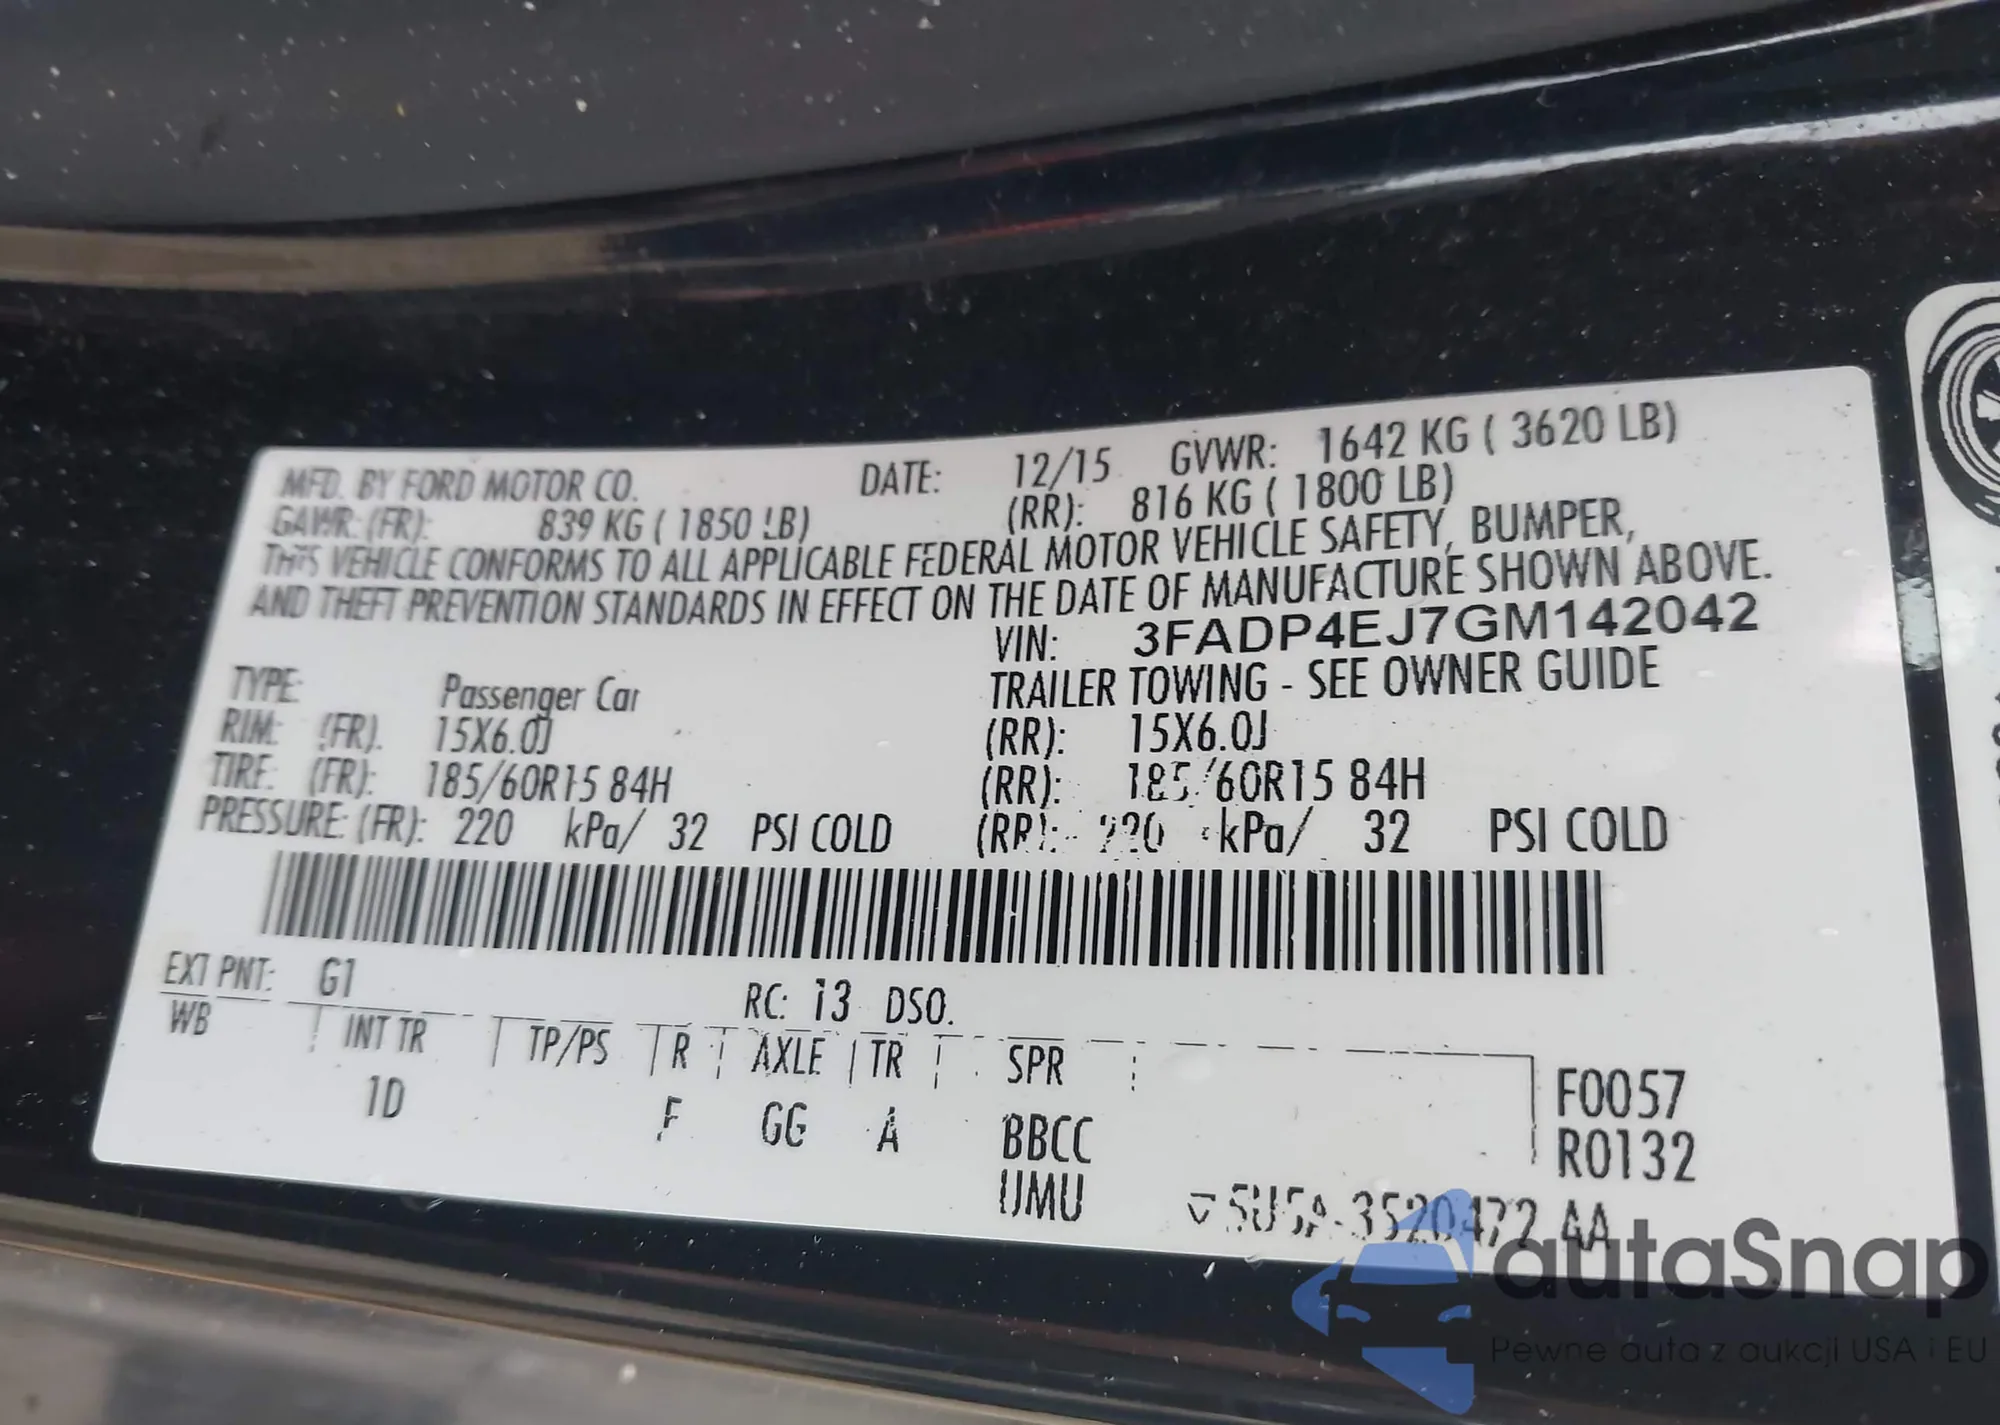 MFD. BY FORD MOTOR CO. DATE: 12/15 GVWR: 1642 KG ( 3620 LB)
GAWR: (FR): 839 KG ( 1850 LB) (RR): 816 KG ( 1800 LB)
THIS VEHICLE CONFORMS TO ALL APPLICABLE FEDERAL MOTOR VEHICLE SAFETY, BUMPER,
AND THEFT PREVENTION STANDARDS IN EFFECT ON THE DATE OF MANUFACTURE SHOWN ABOVE.
VIN: 3FADP4EJ7GM142042
TYPE: Passenger Car TRAILER TOWING - SEE OWNER GUIDE
RIM: (FR). 15X6.0J (RR): 15X6.0J
TIRE: (FR): 185/60R15 84H (RR): 185/60R15 84H
PRESSURE: (FR): 220 kPa/ 32 PSI COLD (RR): 220 kPa/ 32 PSI COLD
EXT PNT: G1 RC: 13 DSO.
WB INT TR TP/PS R AXLE TR SPR
1D F GG A BBCC
UMU
F0057
R0132
autaSnap
Pewne auta z aukcji USA i EU